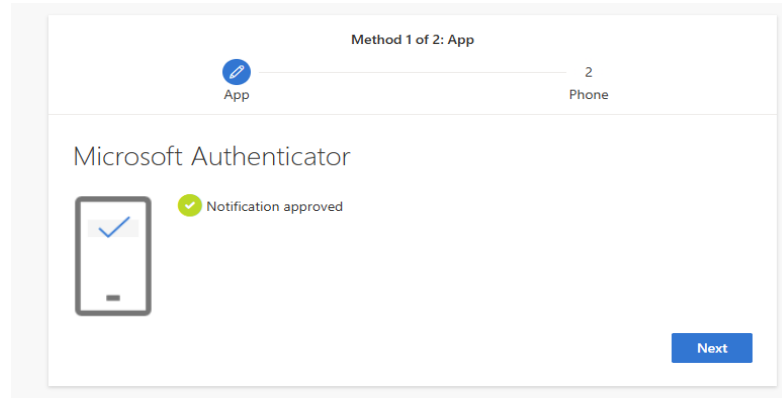 Method 1 of 2: App
2
App
Phone
Microsoft Authenticator
Notification approved
Next